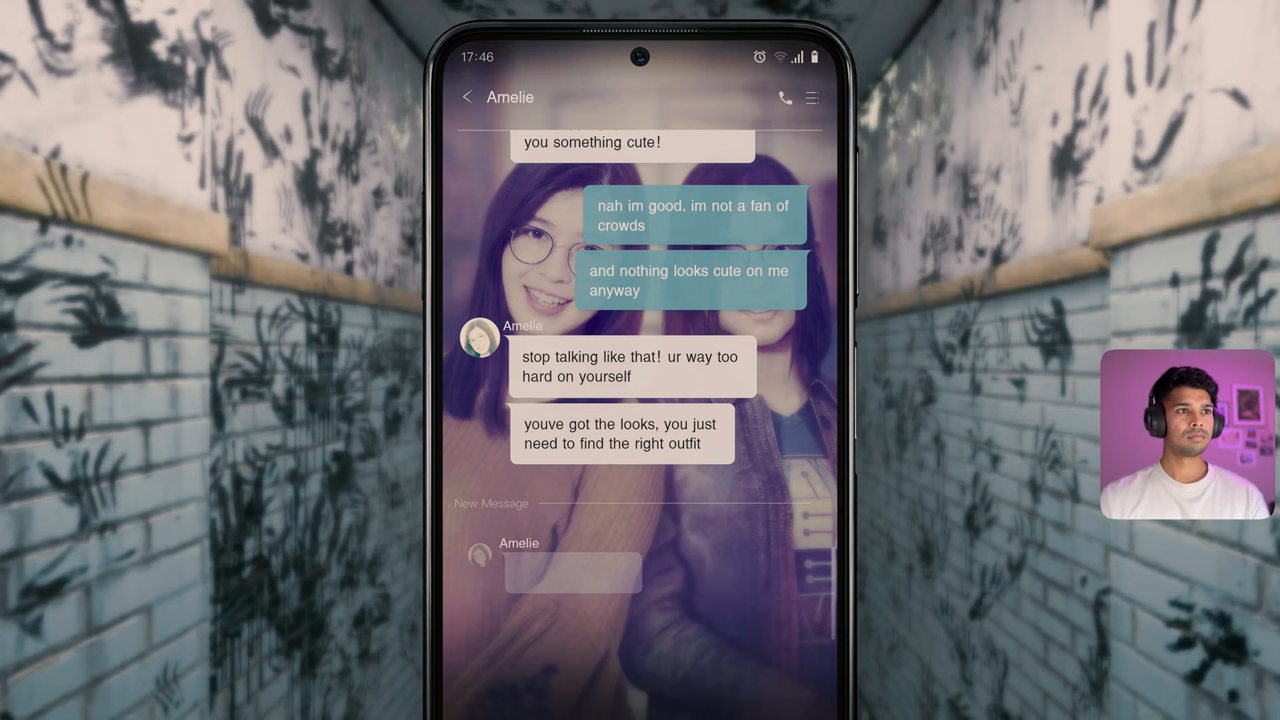 17:46
Amelie
you something cute!
nah im good. im not a fan of
crowds
and nothing looks cute on me
anyway
Amelie
stop talking like that! ur way too
hard on yourself
youve got the looks, you just
need to find the right outfit
New Message
Amelie